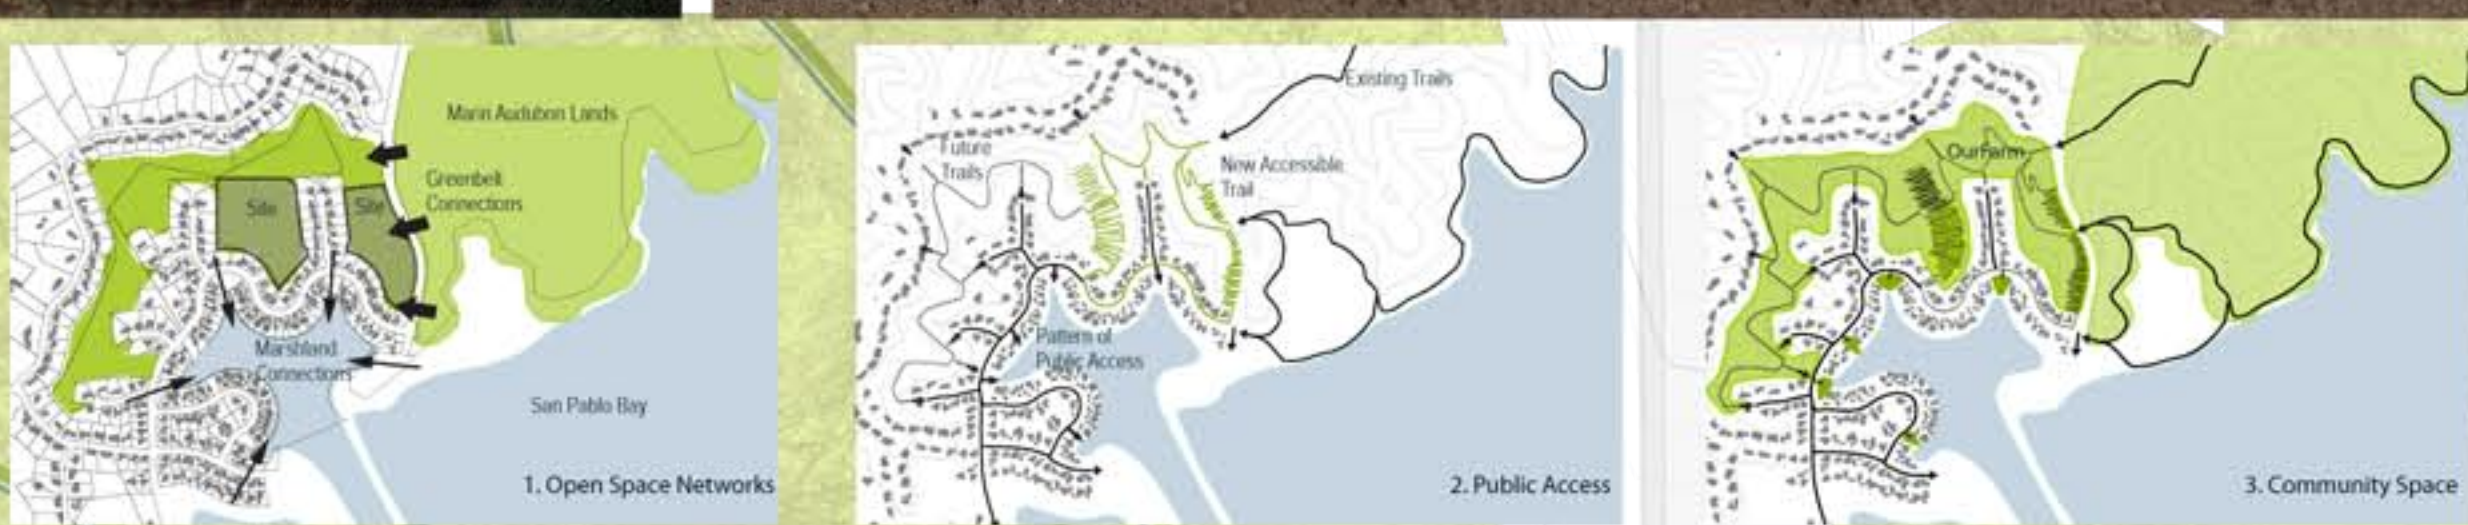 Marin Audubon Lands
Greenbelt
Connections
Site
Site
Marshland
Connections
San Pablo Bay
1. Open Space Networks
Existing Trails
Future
Trails
New Accessible
Trail
Pattern of
Public Access
2. Public Access
OurFarm
3. Community Space